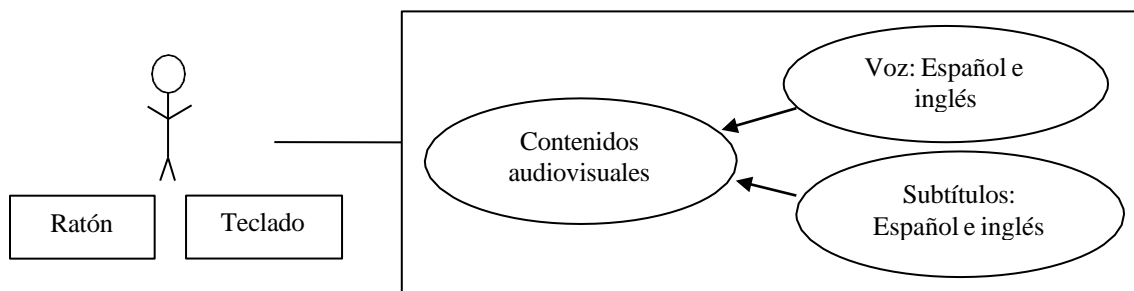 Voz: Español e
inglés
Contenidos
audiovisuales
Subtítulos:
Español e inglés
Ratón
Teclado